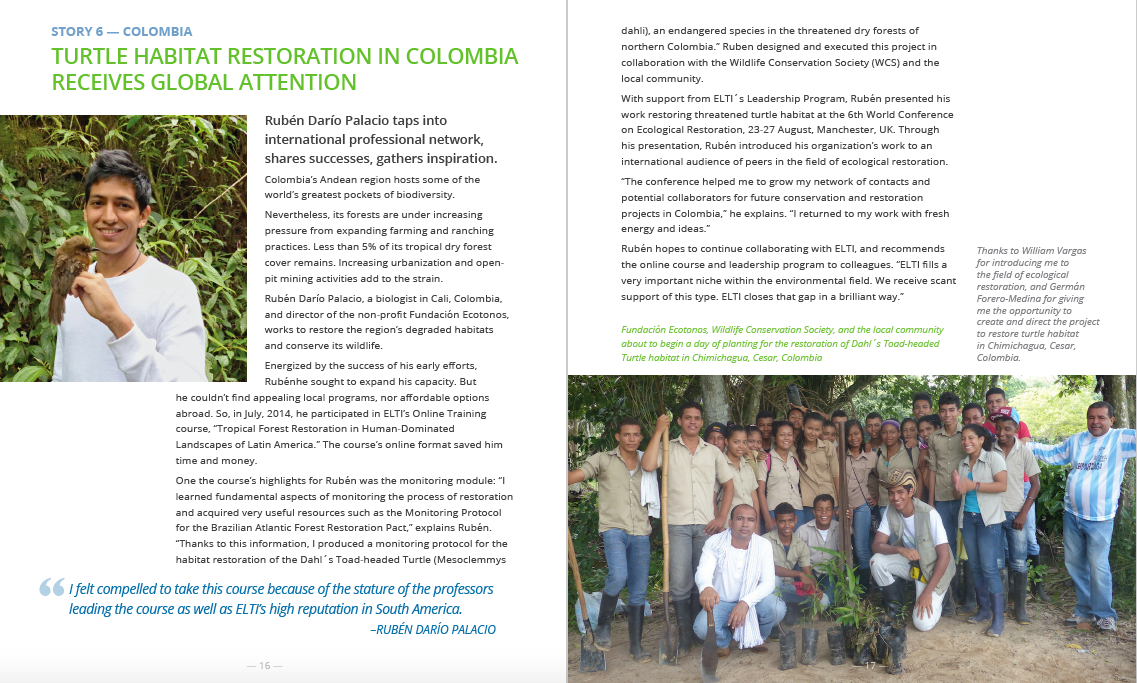 STORY 6 — COLOMBIA
TURTLE HABITAT RESTORATION IN COLOMBIA
RECEIVES GLOBAL ATTENTION
Rubén Darío Palacio taps into
international professional network,
shares successes, gathers inspiration.
Colombia’s Andean region hosts some of the
world’s greatest pockets of biodiversity.
Nevertheless, its forests are under increasing
pressure from expanding farming and ranching
practices. Less than 5% of its tropical dry forest
cover remains. Increasing urbanization and open-
pit mining activities add to the strain.
Rubén Darío Palacio, a biologist in Cali, Colombia,
and director of the non-profit Fundación Ecotonos,
works to restore the region’s degraded habitats
and conserve its wildlife.
Energized by the success of his early efforts,
Rubénhe sought to expand his capacity. But
he couldn’t find appealing local programs, nor affordable options
abroad. So, in July, 2014, he participated in ELTI’s Online Training
course, “Tropical Forest Restoration in Human-Dominated
Landscapes of Latin America.” The course’s online format saved him
time and money.
One the course’s highlights for Rubén was the monitoring module: “I
learned fundamental aspects of monitoring the process of restoration
and acquired very useful resources such as the Monitoring Protocol
for the Brazilian Atlantic Forest Restoration Pact,” explains Rubén.
“Thanks to this information, I produced a monitoring protocol for the
habitat restoration of the Dahl´s Toad-headed Turtle (Mesoclemmys
“ I felt compelled to take this course because of the stature of the professors
leading the course as well as ELTI’s high reputation in South America.
–RUBÉN DARÍO PALACIO
— 16 —
dahli), an endangered species in the threatened dry forests of
northern Colombia.” Ruben designed and executed this project in
collaboration with the Wildlife Conservation Society (WCS) and the
local community.
With support from ELTI´s Leadership Program, Rubén presented his
work restoring threatened turtle habitat at the 6th World Conference
on Ecological Restoration, 23-27 August, Manchester, UK. Through
his presentation, Rubén introduced his organization’s work to an
international audience of peers in the field of ecological restoration.
“The conference helped me to grow my network of contacts and
potential collaborators for future conservation and restoration
projects in Colombia,” he explains. “I returned to my work with fresh
energy and ideas.”
Rubén hopes to continue collaborating with ELTI, and recommends
the online course and leadership program to colleagues. “ELTI fills a
very important niche within the environmental field. We receive scant
support of this type. ELTI closes that gap in a brilliant way.”
Fundación Ecotonos, Wildlife Conservation Society, and the local community
about to begin a day of planting for the restoration of Dahl´s Toad-headed
Turtle habitat in Chimichagua, Cesar, Colombia
Thanks to William Vargas
for introducing me to
the field of ecological
restoration, and Germán
Forero-Medina for giving
me the opportunity to
create and direct the project
to restore turtle habitat
in Chimichagua, Cesar,
Colombia.
— 17 —